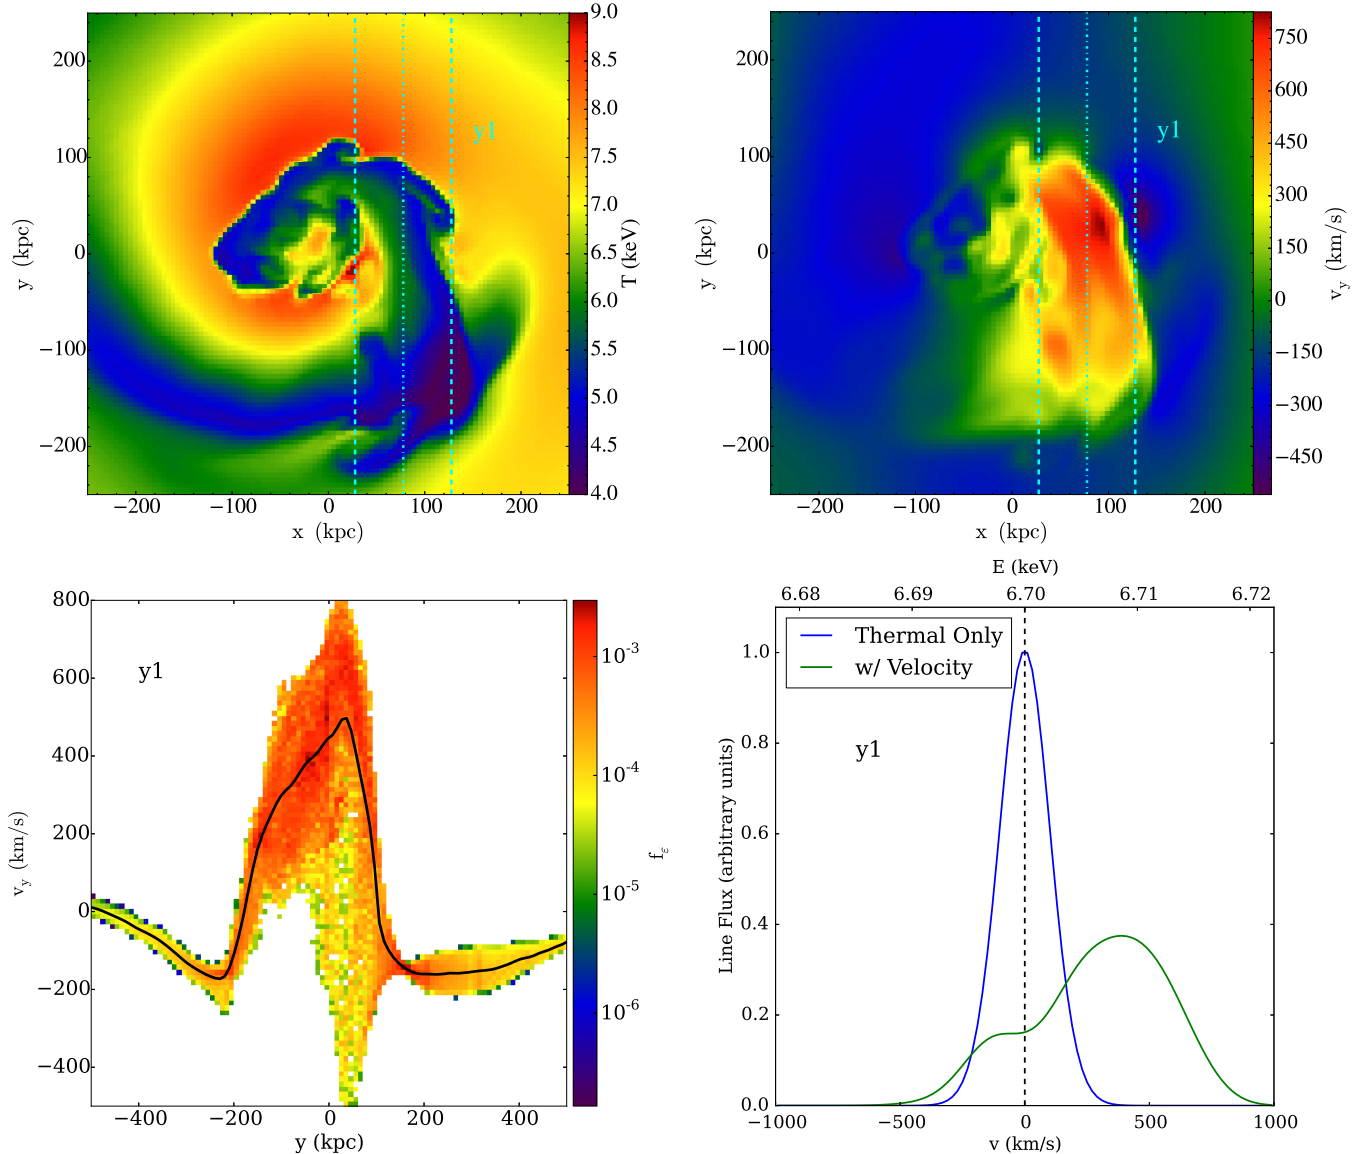 9.0
8.0
7.5
7.0
6.5
6.0
5.5
5.0
4.5
4.0
T (keV)
200
100
0
−100
−200
y (kpc)
y1
−200 −100 0 100 200
x (kpc)
750
600
450
300
150
0
−150
−300
−450
v_y (km/s)
200
100
0
−100
−200
y (kpc)
y1
−200 −100 0 100 200
x (kpc)
800
600
400
200
0
−200
−400
v_y (km/s)
y1
−400 −200 0 200 400
y (kpc)
10^-3
10^-4
10^-5
10^-6
f_ε
E (keV)
6.68 6.69 6.70 6.71 6.72
Thermal Only
w/ Velocity
y1
1.0
0.8
0.6
0.4
0.2
0.0
Line Flux (arbitrary units)
−1000 −500 0 500 1000
v (km/s)